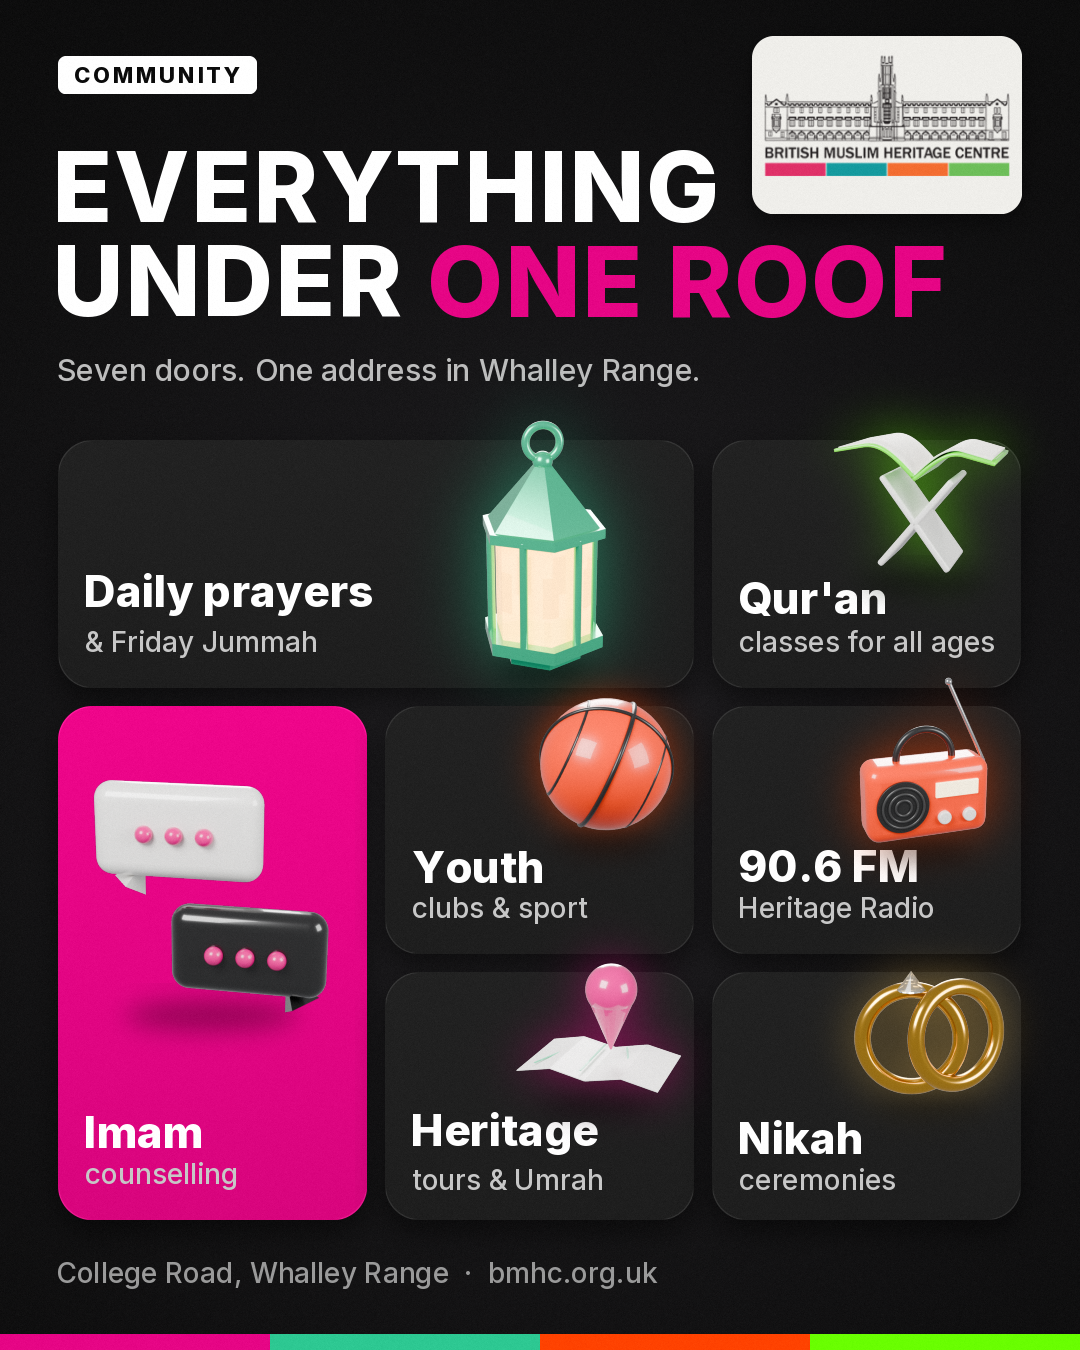 COMMUNITY
BRITISH MUSLIM HERITAGE CENTRE
EVERYTHING
UNDER ONE ROOF
Seven doors. One address in Whalley Range.
Daily prayers
& Friday Jummah
Qur'an
classes for all ages
Imam
counselling
Youth
clubs & sport
90.6 FM
Heritage Radio
Heritage
tours & Umrah
Nikah
ceremonies
College Road, Whalley Range · bmhc.org.uk